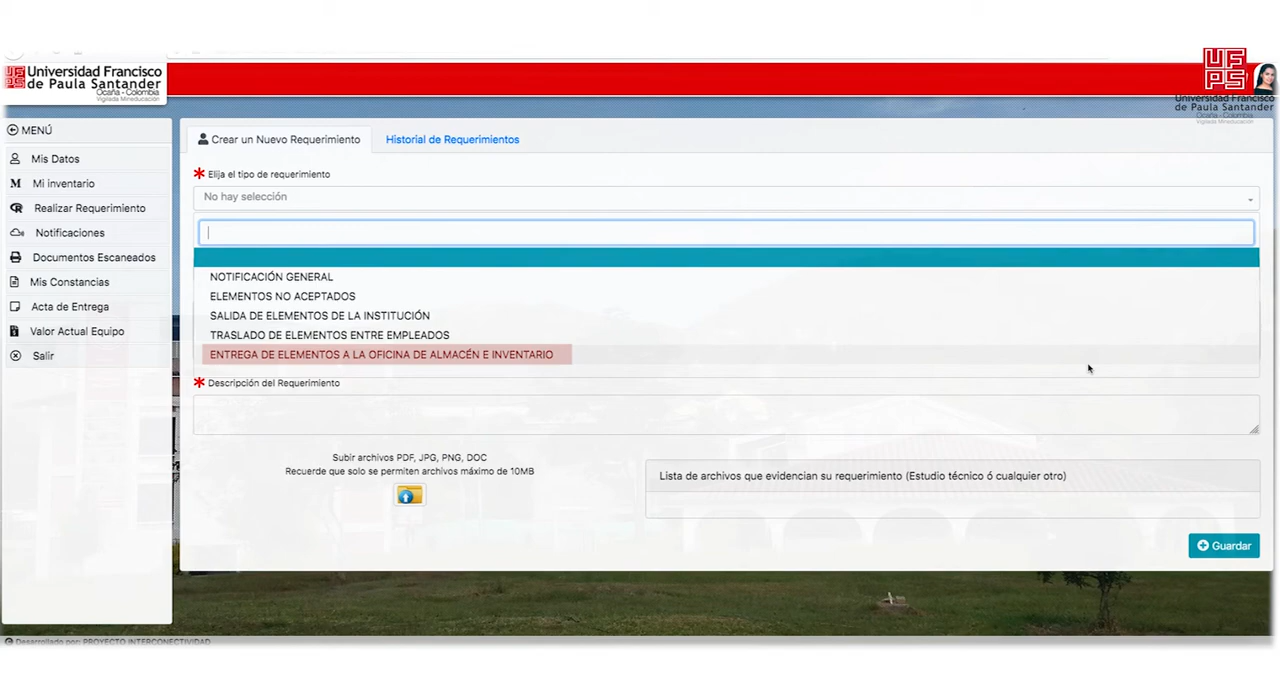 Universidad Francisco
de Paula Santander
Ocaña - Colombia
Vigilada Mineducación
UF
PS
Universidad Francisco
de Paula Santander
Ocaña - Colombia
Vigilada Mineducación
MENÚ
Mis Datos
Mi inventario
Realizar Requerimiento
Notificaciones
Documentos Escaneados
Mis Constancias
Acta de Entrega
Valor Actual Equipo
Salir
Crear un Nuevo Requerimiento
Historial de Requerimientos
* Elija el tipo de requerimiento
No hay selección
NOTIFICACIÓN GENERAL
ELEMENTOS NO ACEPTADOS
SALIDA DE ELEMENTOS DE LA INSTITUCIÓN
TRASLADO DE ELEMENTOS ENTRE EMPLEADOS
ENTREGA DE ELEMENTOS A LA OFICINA DE ALMACÉN E INVENTARIO
* Descripción del Requerimiento
Subir archivos PDF, JPG, PNG, DOC
Recuerde que solo se permiten archivos máximo de 10MB
Lista de archivos que evidencian su requerimiento (Estudio técnico ó cualquier otro)
Guardar
Desarrollado por: PROYECTO INTERCONECTIVIDAD